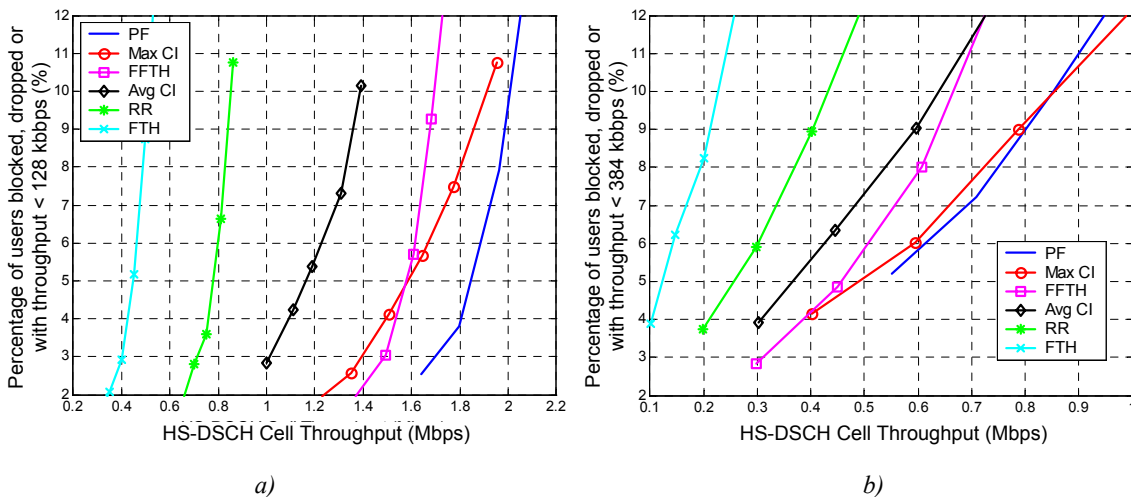 Percentage of users blocked, dropped or
with throughput < 128 kbbps (%)
12
11
10
9
8
7
6
5
4
3
2
PF
Max CI
FFTH
Avg CI
RR
FTH
0.2 0.4 0.6 0.8 1 1.2 1.4 1.6 1.8 2 2.2
HS-DSCH Cell Throughput (Mbps)
a)
Percentage of users blocked, dropped or
with throughput < 384 kbbps (%)
12
11
10
9
8
7
6
5
4
3
2
PF
Max CI
FFTH
Avg CI
RR
FTH
0.1 0.2 0.3 0.4 0.5 0.6 0.7 0.8 0.9
HS-DSCH Cell Throughput (Mbps)
b)